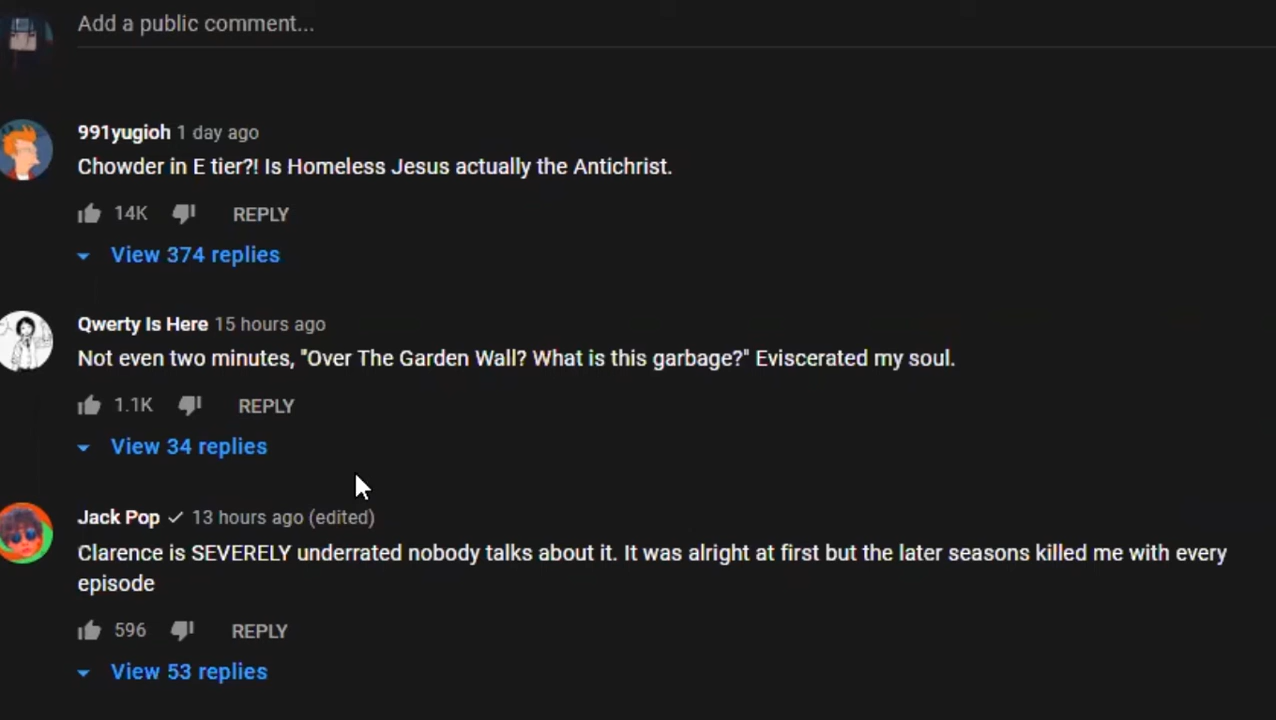 Add a public comment...
991yugioh 1 day ago
Chowder in E tier?! Is Homeless Jesus actually the Antichrist.
14K REPLY
View 374 replies
Qwerty Is Here 15 hours ago
Not even two minutes, "Over The Garden Wall? What is this garbage?" Eviscerated my soul.
1.1K REPLY
View 34 replies
Jack Pop 13 hours ago (edited)
Clarence is SEVERELY underrated nobody talks about it. It was alright at first but the later seasons killed me with every
episode
596 REPLY
View 53 replies